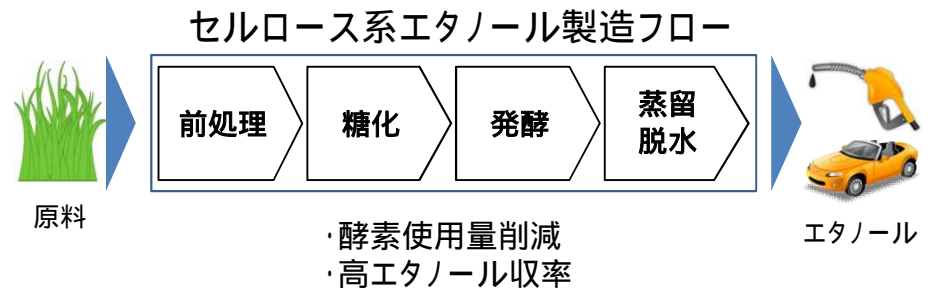 セルロース系エタノール製造フロー
前処理
糖化
発酵
蒸留
脱水
原料
エタノール
・酵素使用量削減
・高エタノール収率